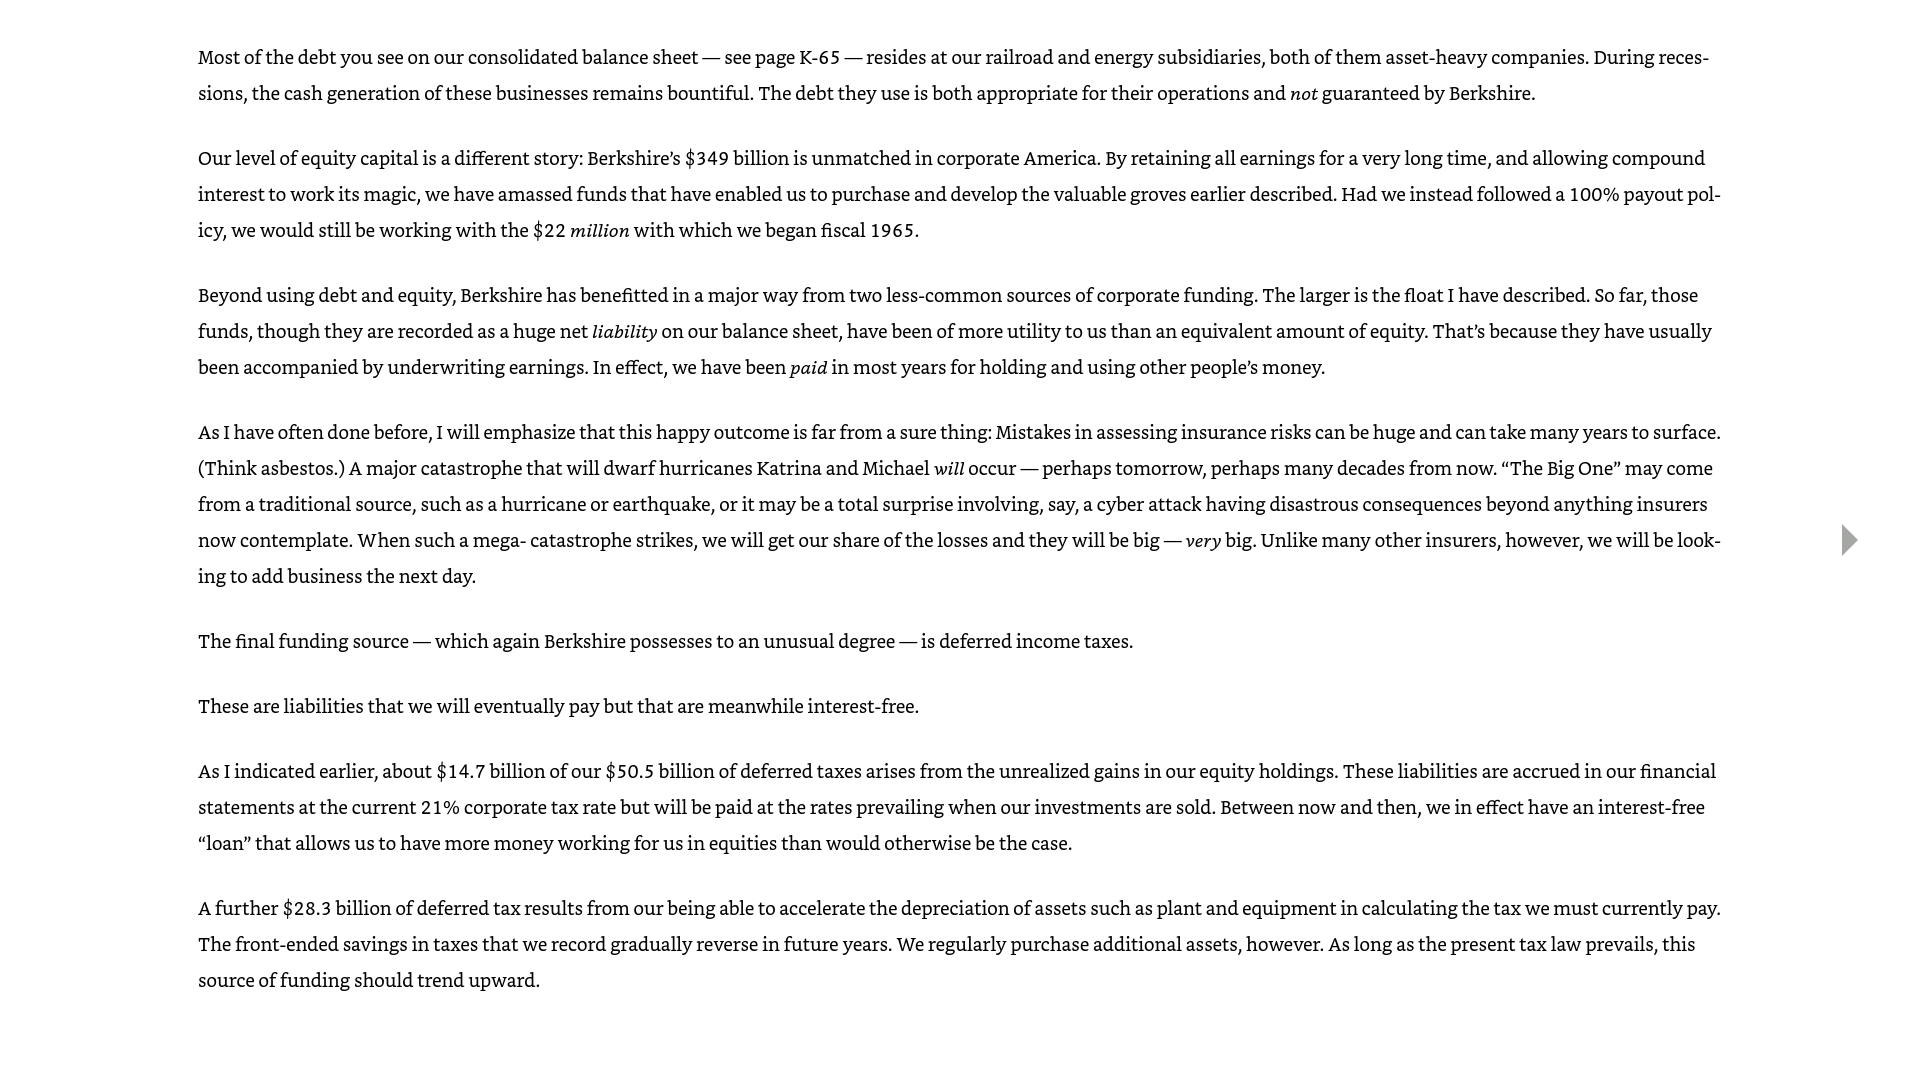 Most of the debt you see on our consolidated balance sheet — see page K-65 — resides at our railroad and energy subsidiaries, both of them asset-heavy companies. During reces-
sions, the cash generation of these businesses remains bountiful. The debt they use is both appropriate for their operations and not guaranteed by Berkshire.
Our level of equity capital is a different story: Berkshire’s $349 billion is unmatched in corporate America. By retaining all earnings for a very long time, and allowing compound
interest to work its magic, we have amassed funds that have enabled us to purchase and develop the valuable groves earlier described. Had we instead followed a 100% payout pol-
icy, we would still be working with the $22 million with which we began fiscal 1965.
Beyond using debt and equity, Berkshire has benefitted in a major way from two less-common sources of corporate funding. The larger is the float I have described. So far, those
funds, though they are recorded as a huge net liability on our balance sheet, have been of more utility to us than an equivalent amount of equity. That’s because they have usually
been accompanied by underwriting earnings. In effect, we have been paid in most years for holding and using other people’s money.
As I have often done before, I will emphasize that this happy outcome is far from a sure thing: Mistakes in assessing insurance risks can be huge and can take many years to surface.
(Think asbestos.) A major catastrophe that will dwarf hurricanes Katrina and Michael will occur — perhaps tomorrow, perhaps many decades from now. “The Big One” may come
from a traditional source, such as a hurricane or earthquake, or it may be a total surprise involving, say, a cyber attack having disastrous consequences beyond anything insurers
now contemplate. When such a mega- catastrophe strikes, we will get our share of the losses and they will be big — very big. Unlike many other insurers, however, we will be look-
ing to add business the next day.
The final funding source — which again Berkshire possesses to an unusual degree — is deferred income taxes.
These are liabilities that we will eventually pay but that are meanwhile interest-free.
As I indicated earlier, about $14.7 billion of our $50.5 billion of deferred taxes arises from the unrealized gains in our equity holdings. These liabilities are accrued in our financial
statements at the current 21% corporate tax rate but will be paid at the rates prevailing when our investments are sold. Between now and then, we in effect have an interest-free
“loan” that allows us to have more money working for us in equities than would otherwise be the case.
A further $28.3 billion of deferred tax results from our being able to accelerate the depreciation of assets such as plant and equipment in calculating the tax we must currently pay.
The front-ended savings in taxes that we record gradually reverse in future years. We regularly purchase additional assets, however. As long as the present tax law prevails, this
source of funding should trend upward.